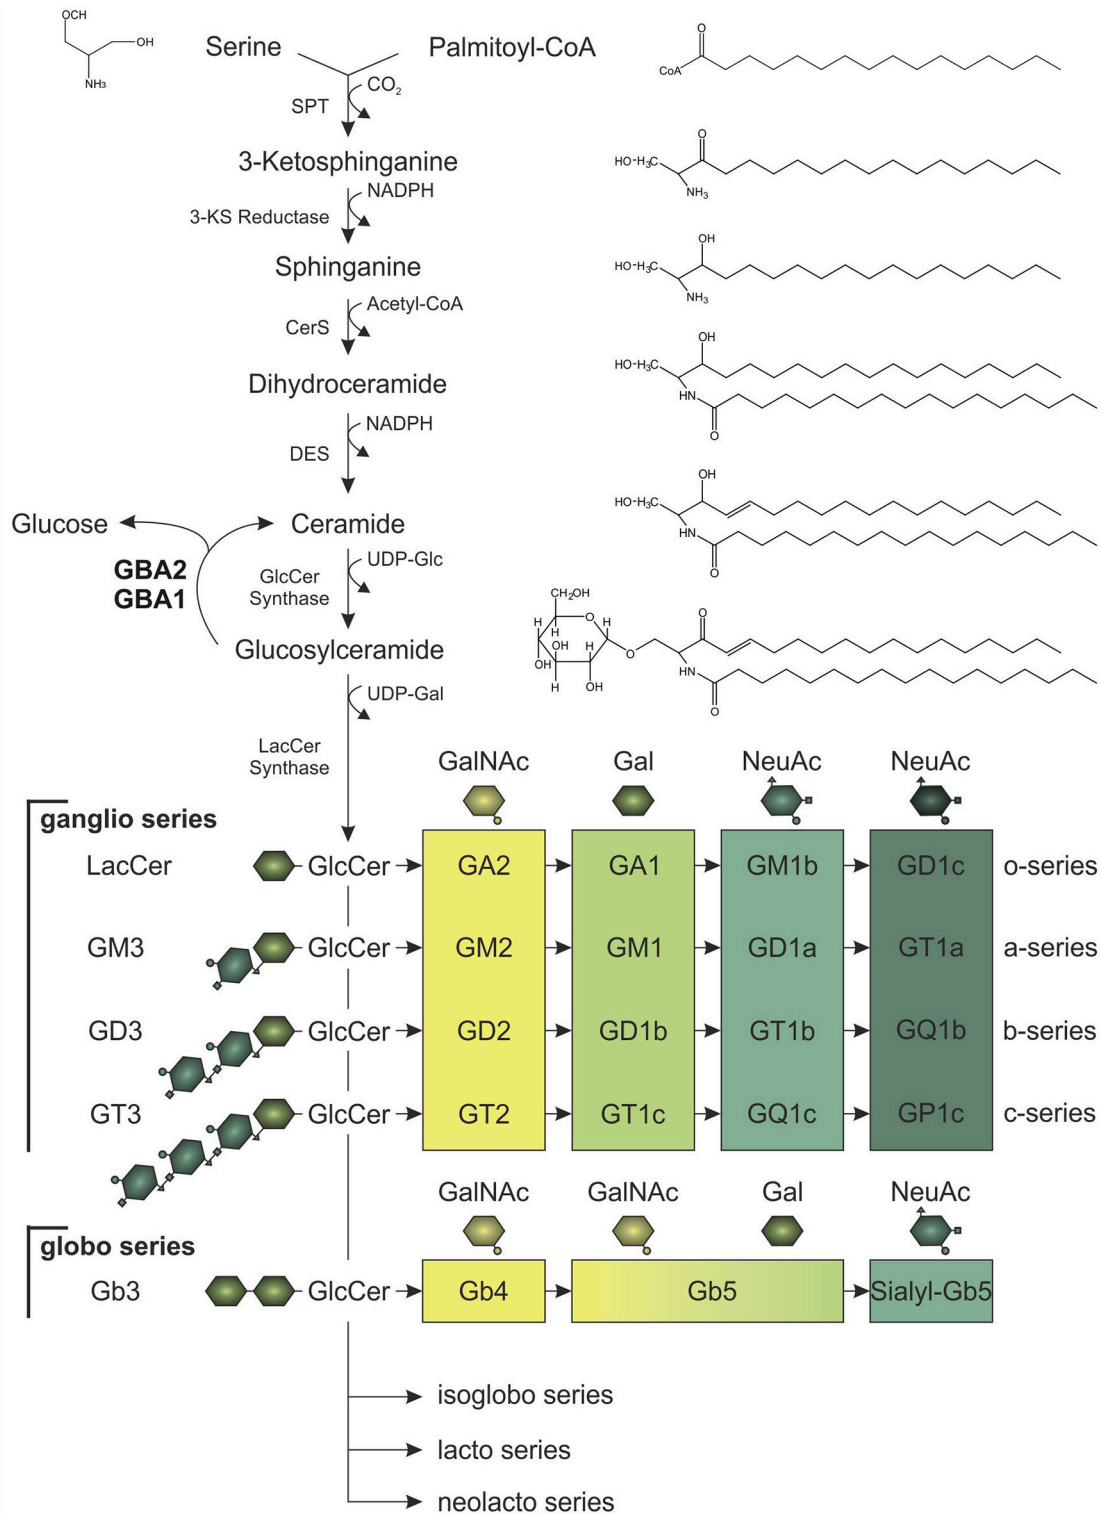 OCH
OH
NH3
Serine
Palmitoyl-CoA
O
CoA
SPT
CO2
3-Ketosphinganine
O
HO-H3C
NH3
3-KS Reductase
NADPH
Sphinganine
OH
HO-H3C
NH3
CerS
Acetyl-CoA
Dihydroceramide
OH
HO-H3C
HN
O
DES
NADPH
Glucose
Ceramide
OH
HO-H3C
HN
O
GBA2
GBA1
GlcCer
Synthase
UDP-Glc
Glucosylceramide
CH2OH
O
H
H
H
OH
H
OH
H
OH
O
O
HN
O
UDP-Gal
LacCer
Synthase
GalNAc
Gal
NeuAc
NeuAc
ganglio series
LacCer
GlcCer
GA2
GA1
GM1b
GD1c
o-series
GM3
GlcCer
GM2
GM1
GD1a
GT1a
a-series
GD3
GlcCer
GD2
GD1b
GT1b
GQ1b
b-series
GT3
GlcCer
GT2
GT1c
GQ1c
GP1c
c-series
GalNAc
GalNAc
Gal
NeuAc
globo series
Gb3
GlcCer
Gb4
Gb5
Sialyl-Gb5
isoglobo series
lacto series
neolacto series